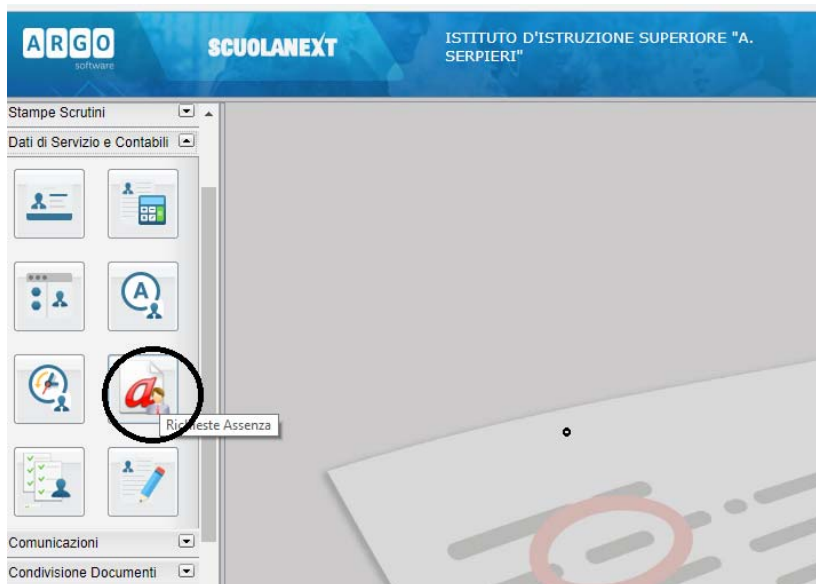 ARGO
software
SCUOLANEXT
ISTITUTO D'ISTRUZIONE SUPERIORE "A.
SERPIERI"
Stampe Scrutini
Dati di Servizio e Contabili
A
a
Richieste Assenza
Comunicazioni
Condivisione Documenti